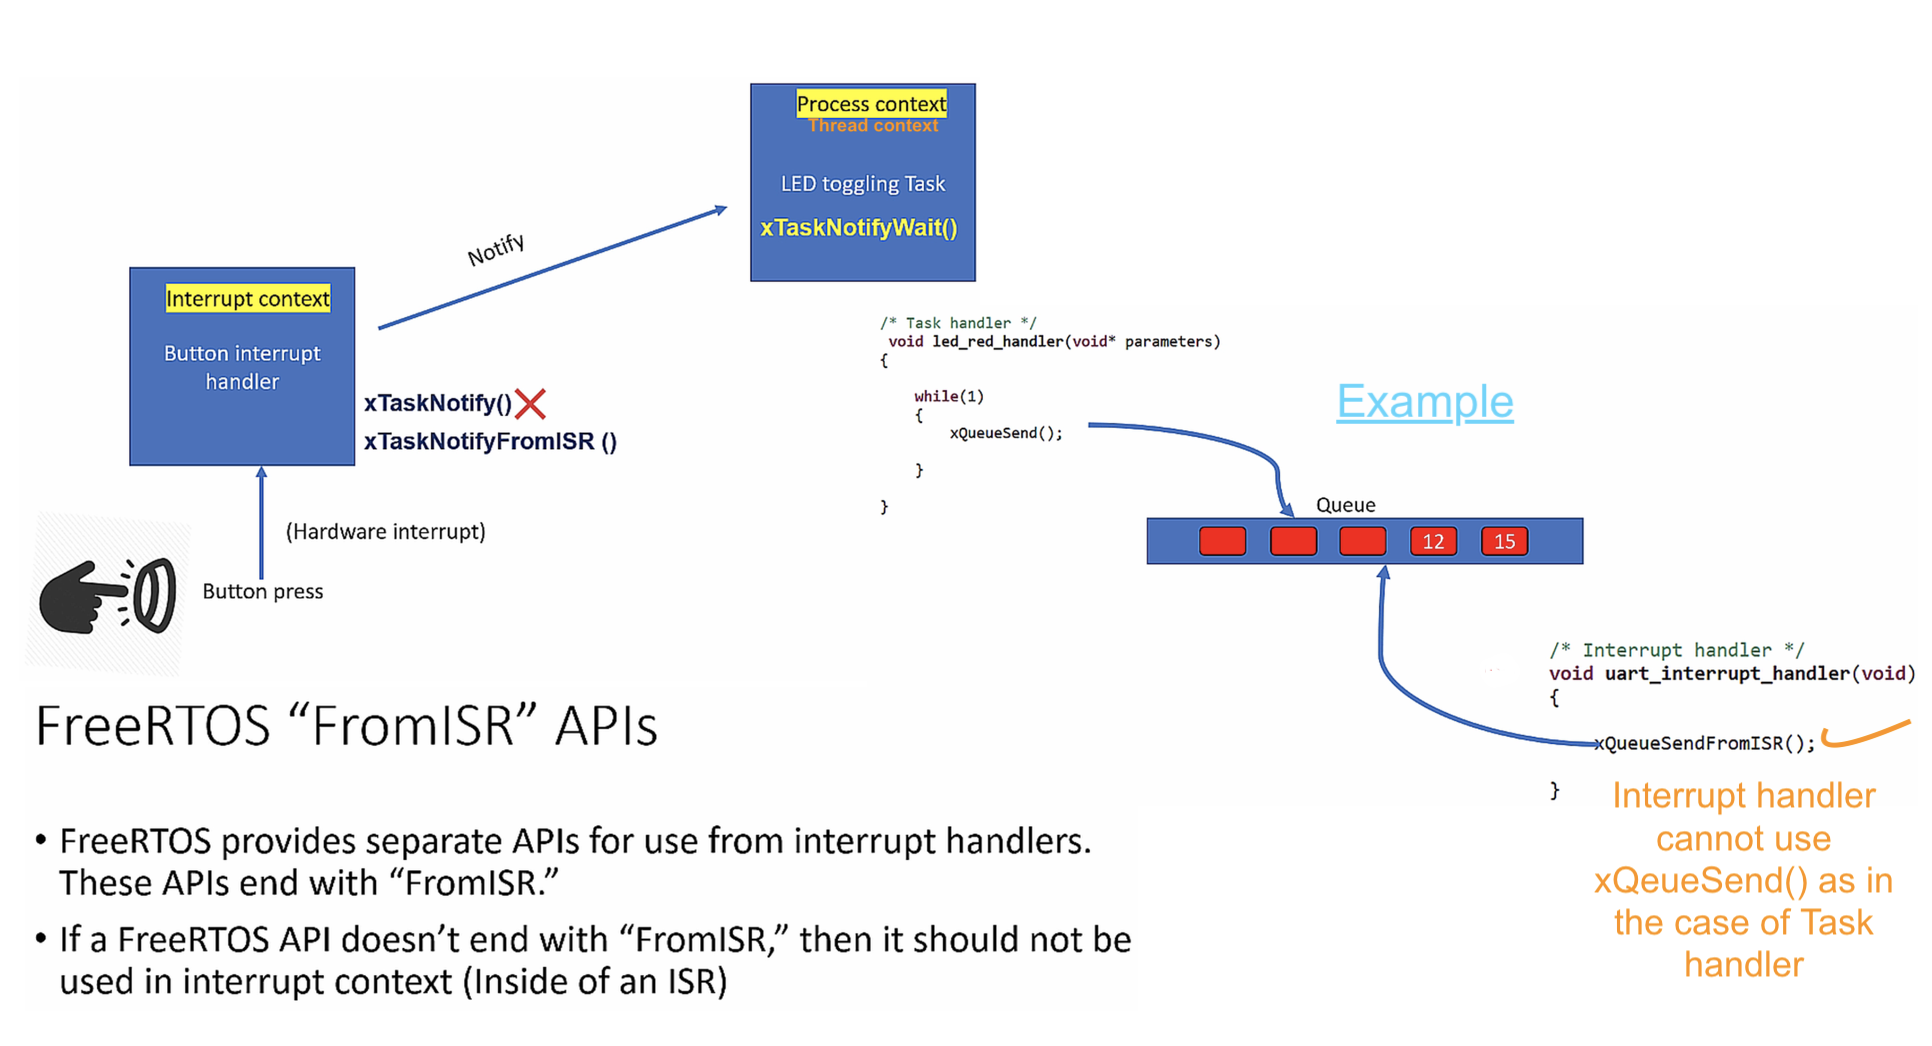 Process context
Thread context
LED toggling Task
xTaskNotifyWait()
Notify
Interrupt context
Button interrupt
handler
xTaskNotify()
xTaskNotifyFromISR ()
(Hardware interrupt)
Button press
/* Task handler */
void led_red_handler(void* parameters)
{
while(1)
{
xQueueSend();
}
}
Example
Queue
12
15
/* Interrupt handler */
void uart_interrupt_handler(void)
{
xQueueSendFromISR();
}
Interrupt handler
cannot use
xQeueSend() as in
the case of Task
handler
FreeRTOS “FromISR” APIs
• FreeRTOS provides separate APIs for use from interrupt handlers.
These APIs end with “FromISR.”
• If a FreeRTOS API doesn’t end with “FromISR,” then it should not be
used in interrupt context (Inside of an ISR)